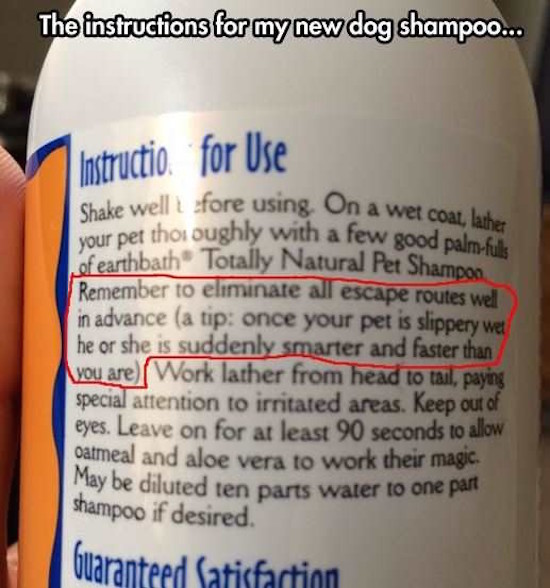 The instructions for my new dog shampoo...
Instructio for Use
Shake well before using. On a wet coat, lather
your pet thoroughly with a few good palm-fulls
of earthbath® Totally Natural Pet Shampoo.
Remember to eliminate all escape routes well
in advance (a tip: once your pet is slippery wet
he or she is suddenly smarter and faster than
you are). Work lather from head to tail, paying
special attention to irritated areas. Keep out of
eyes. Leave on for at least 90 seconds to allow
oatmeal and aloe vera to work their magic.
May be diluted ten parts water to one part
shampoo if desired.
Guaranteed Satisfaction